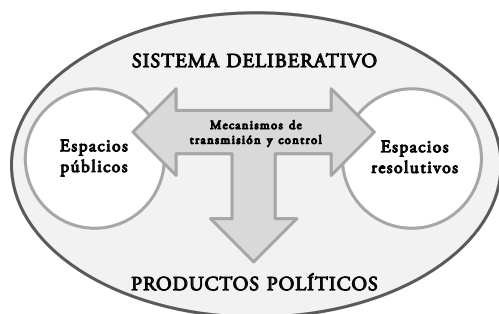 SISTEMA DELIBERATIVO
Mecanismos de
transmisión y control
Espacios
públicos
Espacios
resolutivos
PRODUCTOS POLÍTICOS